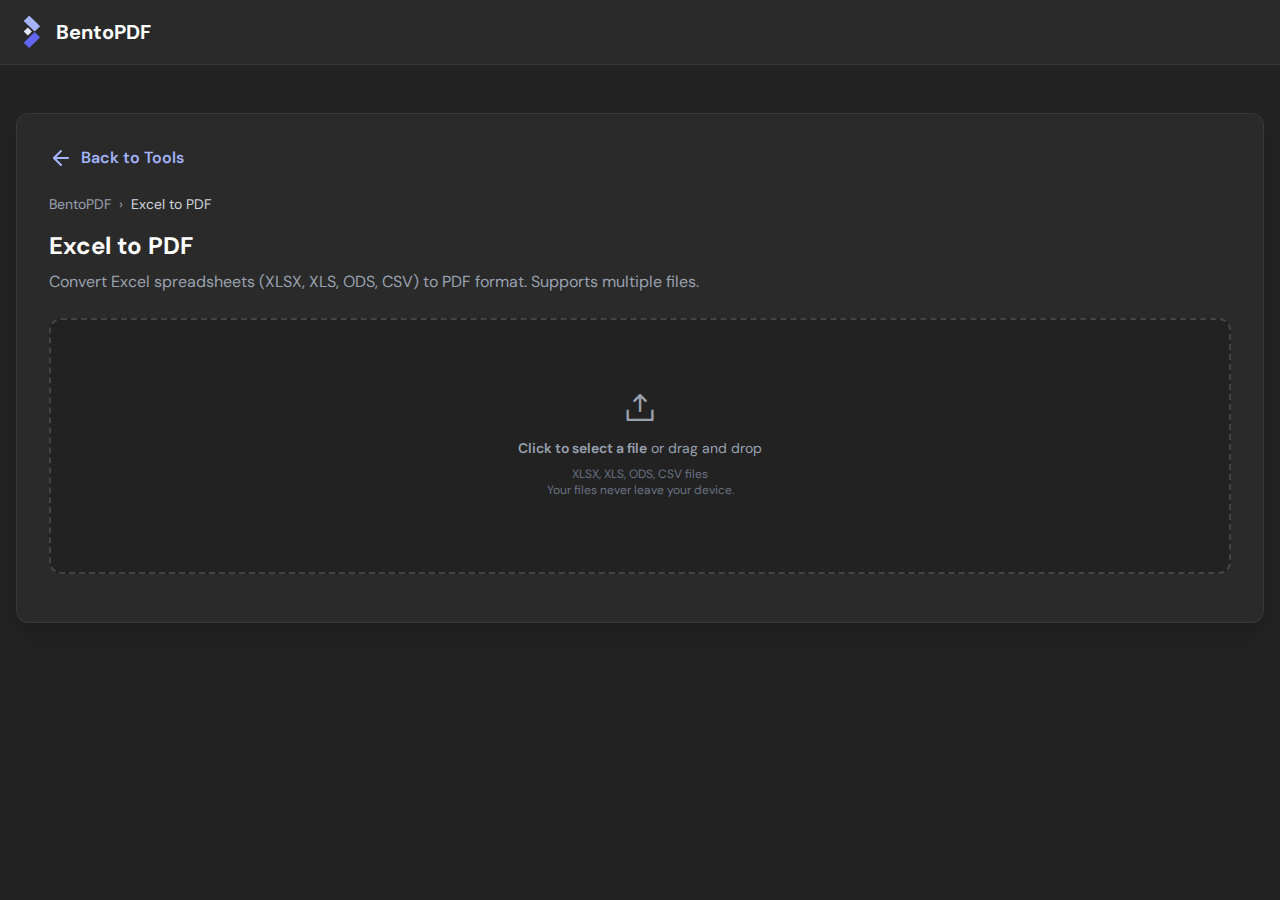 BentoPDF
Back to Tools
BentoPDF › Excel to PDF
Excel to PDF
Convert Excel spreadsheets (XLSX, XLS, ODS, CSV) to PDF format. Supports multiple files.
Click to select a file or drag and drop
XLSX, XLS, ODS, CSV files
Your files never leave your device.